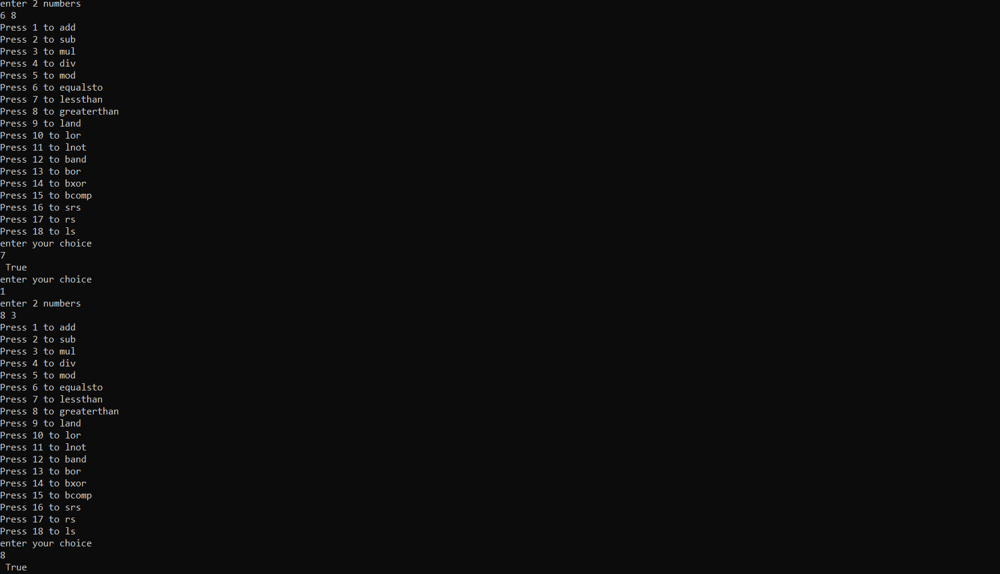 enter 2 numbers
6 8
Press 1 to add
Press 2 to sub
Press 3 to mul
Press 4 to div
Press 5 to mod
Press 6 to equalsto
Press 7 to lessthan
Press 8 to greaterthan
Press 9 to land
Press 10 to lor
Press 11 to lnot
Press 12 to band
Press 13 to bor
Press 14 to bxor
Press 15 to bcomp
Press 16 to srs
Press 17 to rs
Press 18 to ls
enter your choice
7
 True
enter your choice
1
enter 2 numbers
8 3
Press 1 to add
Press 2 to sub
Press 3 to mul
Press 4 to div
Press 5 to mod
Press 6 to equalsto
Press 7 to lessthan
Press 8 to greaterthan
Press 9 to land
Press 10 to lor
Press 11 to lnot
Press 12 to band
Press 13 to bor
Press 14 to bxor
Press 15 to bcomp
Press 16 to srs
Press 17 to rs
Press 18 to ls
enter your choice
8
 True